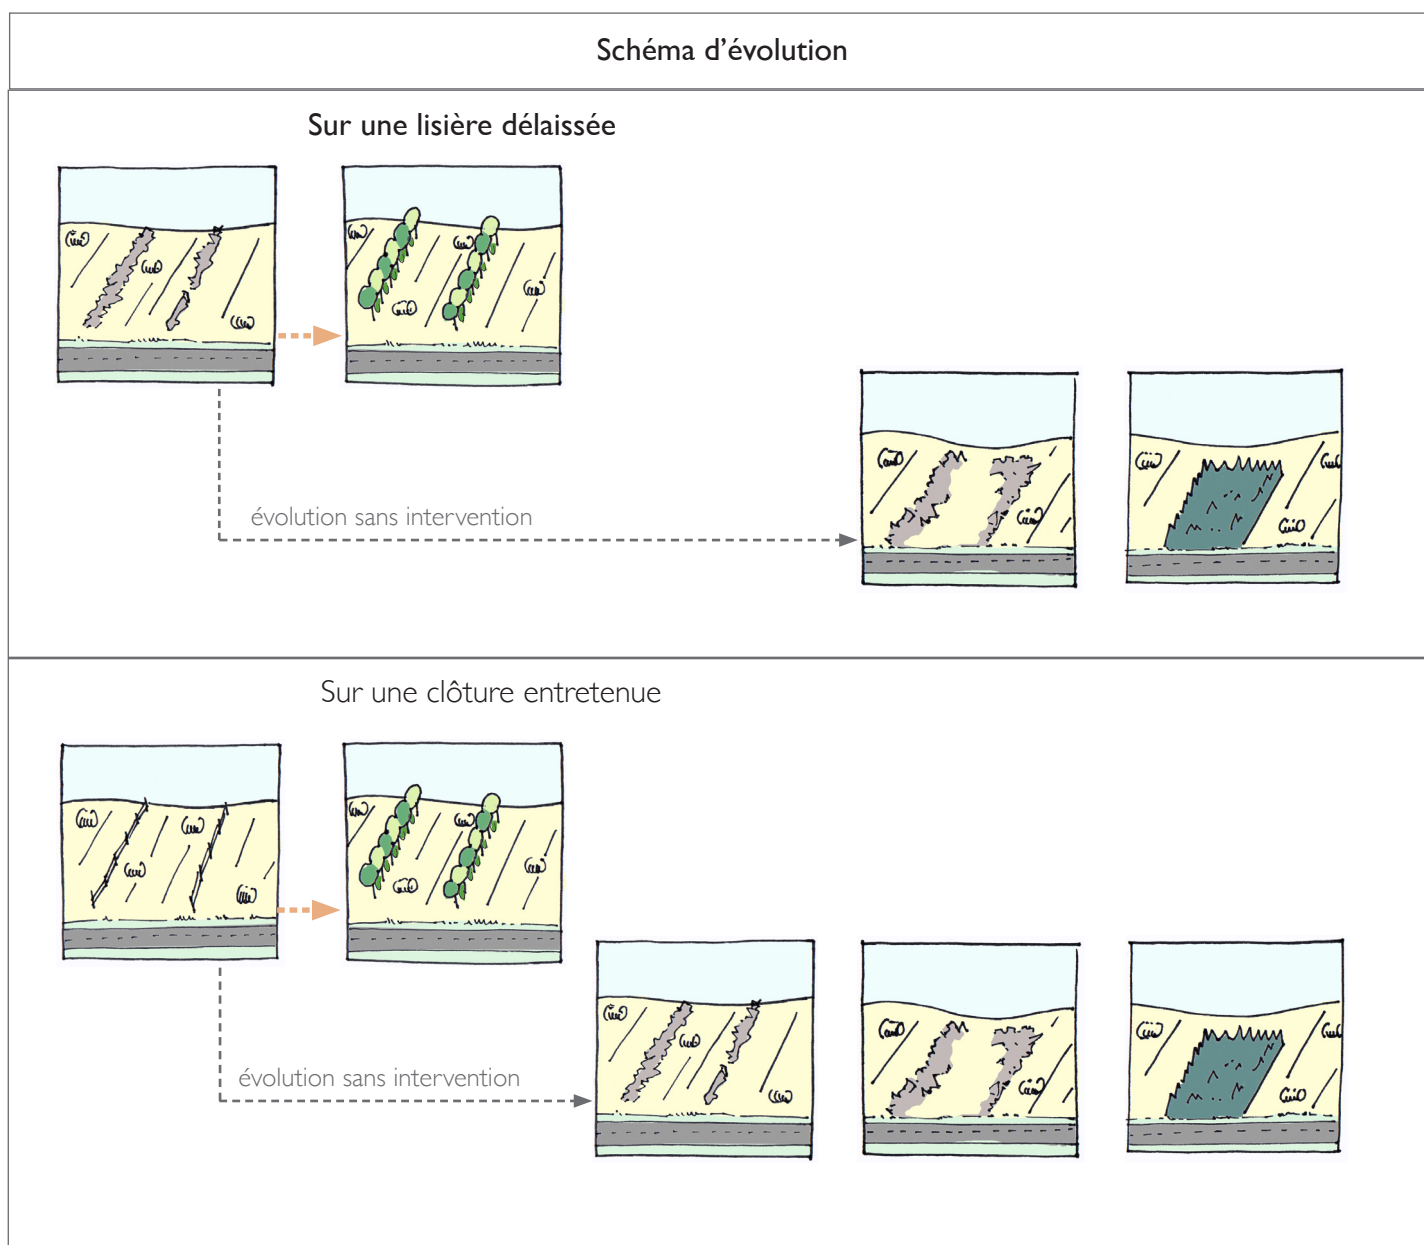 Schéma d’évolution
Sur une lisière délaissée
évolution sans intervention
Sur une clôture entretenue
évolution sans intervention